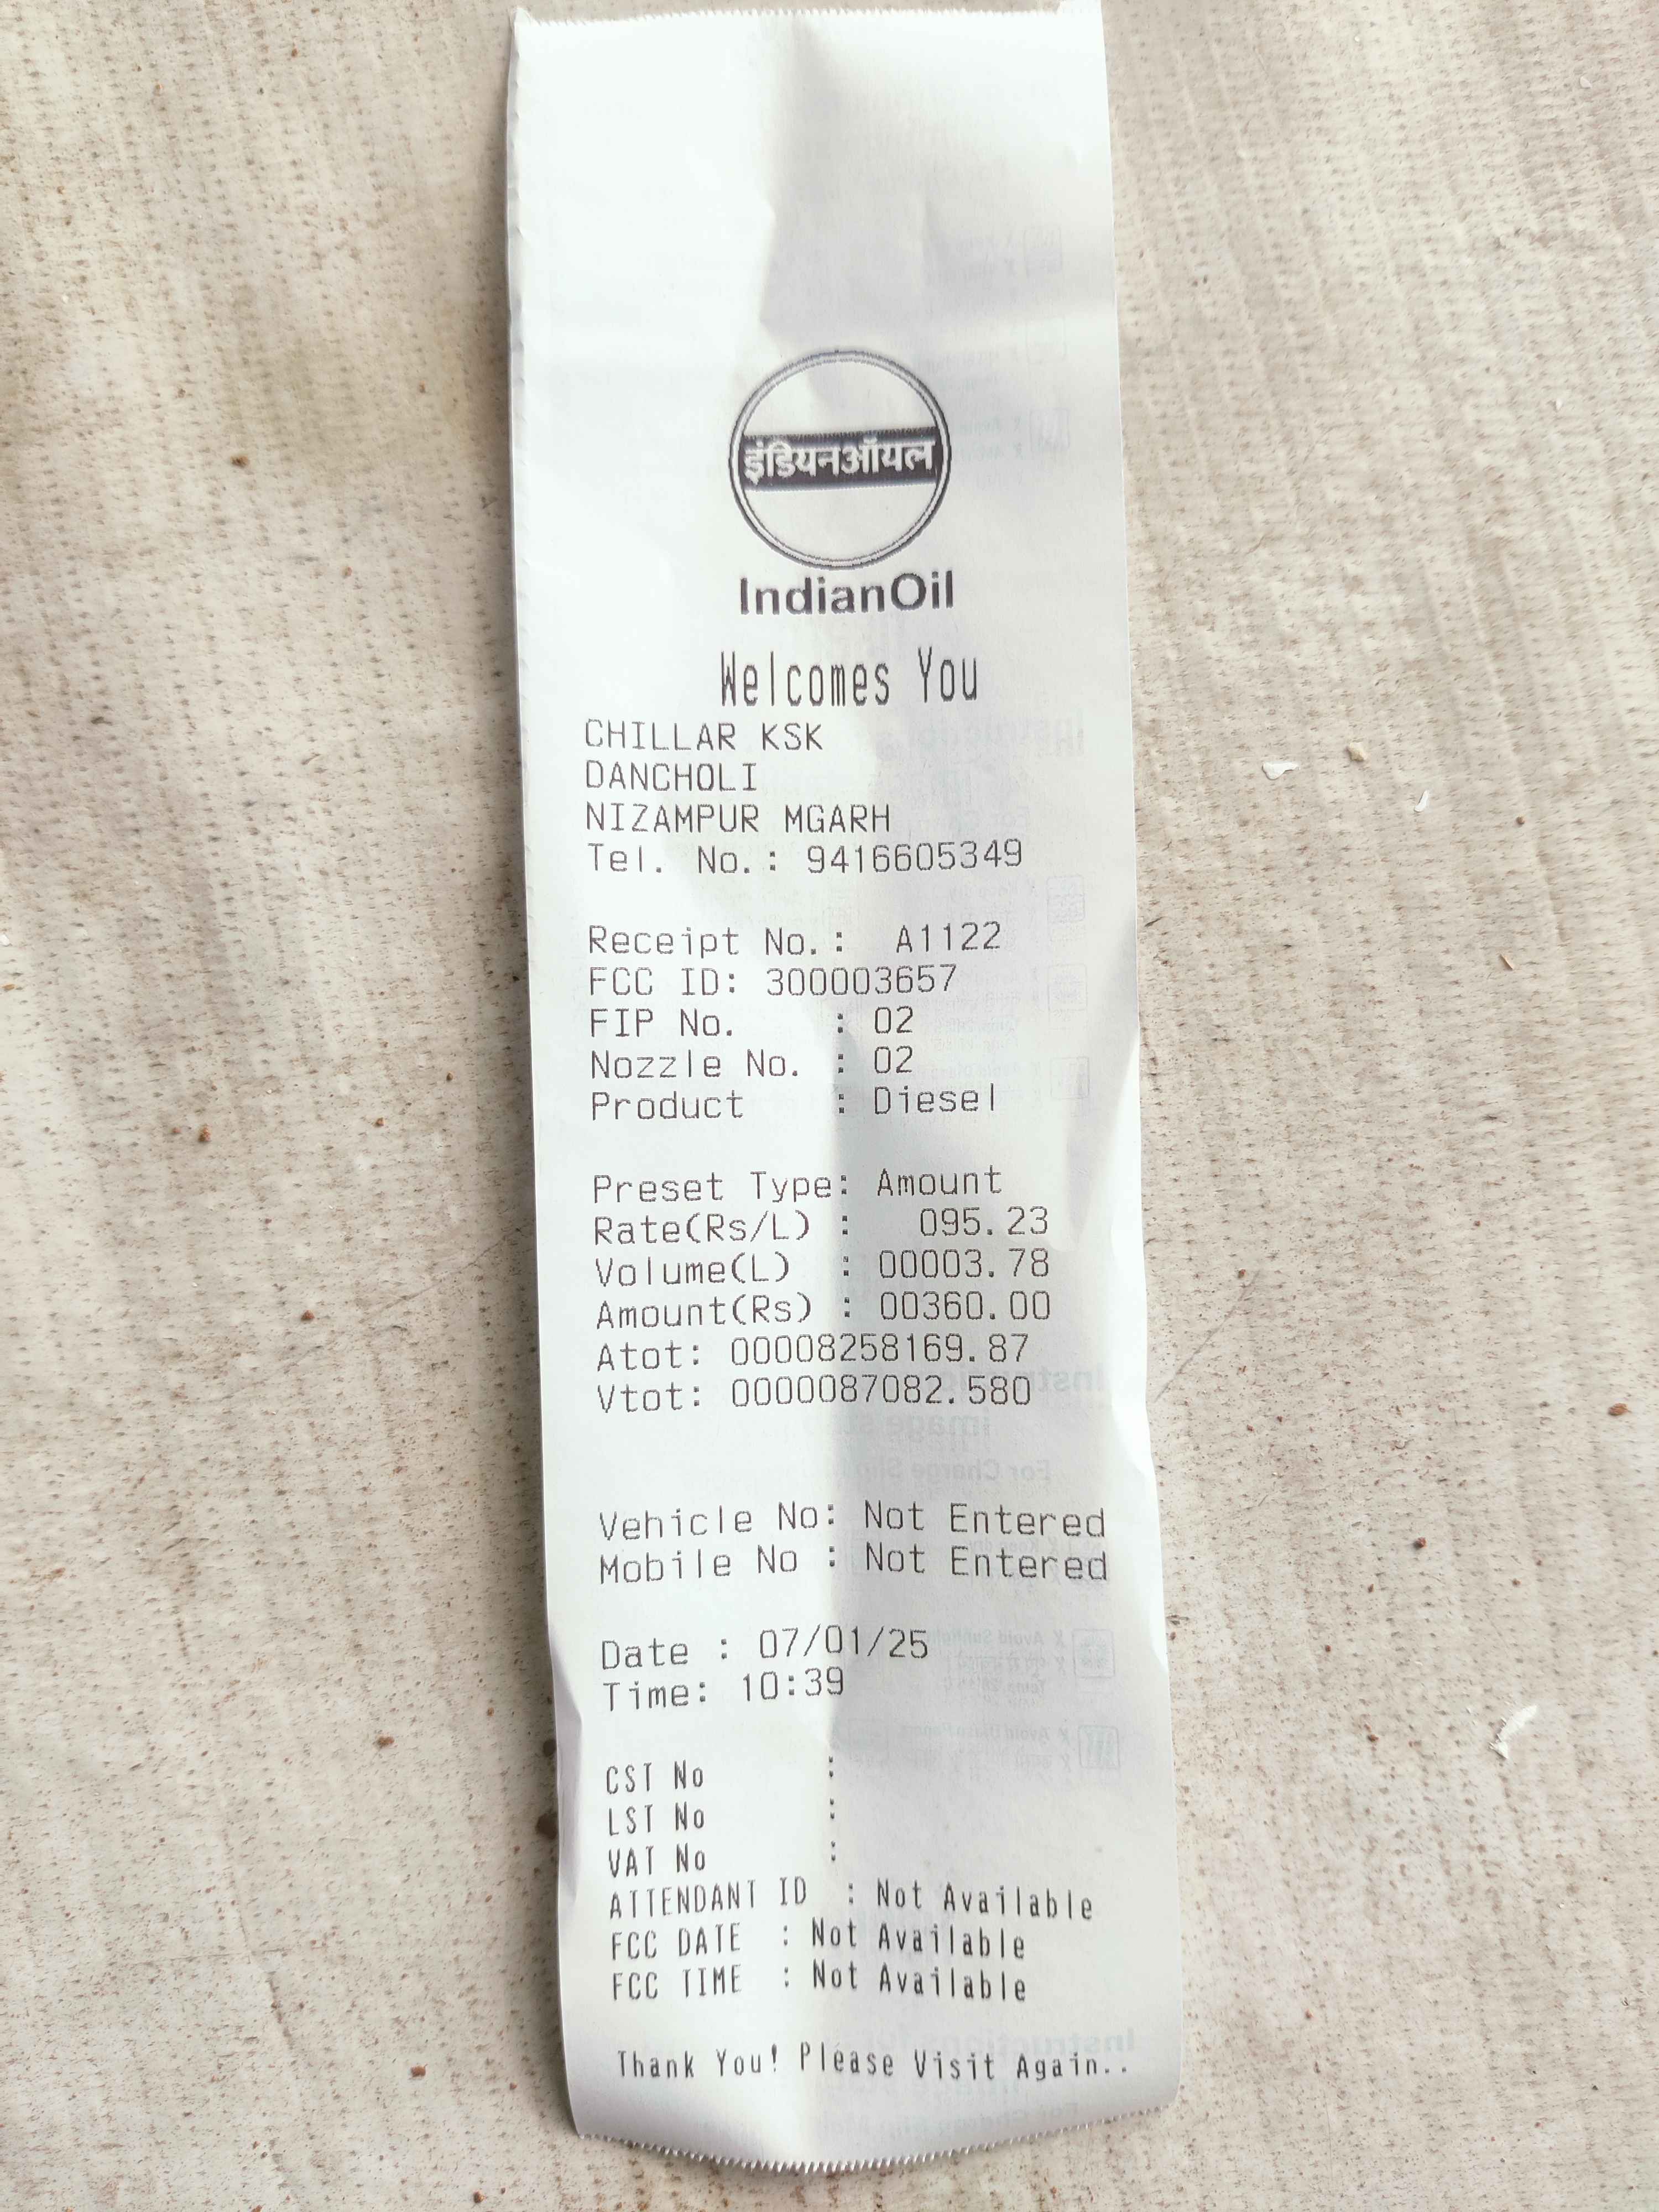 इंडियनऑयल
IndianOil
Welcomes You
CHILLAR KSK
DANCHOLI
NIZAMPUR MGARH
Tel. No.: 9416605349
Receipt No.: A1122
FCC ID: 300003657
FIP No. : 02
Nozzle No. : 02
Product : Diesel
Preset Type: Amount
Rate(Rs/L) : 095.23
Volume(L) : 00003.78
Amount(Rs) : 00360.00
Atot: 00008258169.87
Vtot: 0000087082.580
Vehicle No: Not Entered
Mobile No : Not Entered
Date : 07/01/25
Time: 10:39
CST No :
LST No :
VAT No :
ATTENDANT ID : Not Available
FCC DATE : Not Available
FCC TIME : Not Available
Thank You! Please Visit Again..